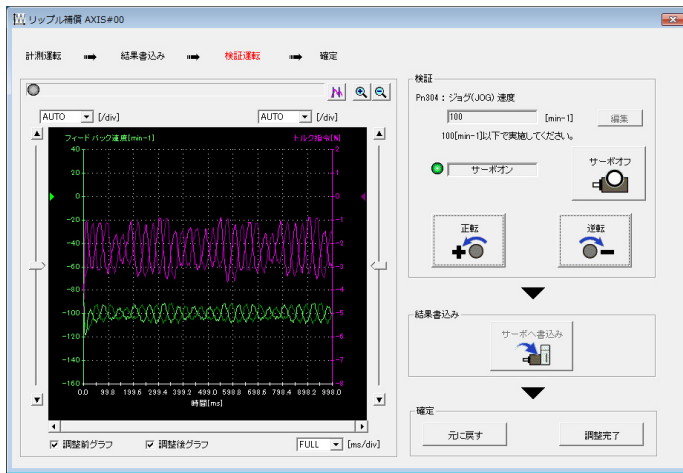 リップル補償 AXIS#00
計測運転 結果書込み 検証運転 確定
AUTO [/div] AUTO [/div]
フィードバック速度[min-1] トルク指令[%]
40
20
0
-20
-40
-60
-80
-100
-120
-140
-160
2
1
0
-1
-2
-3
-4
-5
-6
-7
-8
0.0 99.8 199.6 299.4 399.2 499.0 598.8 698.6 798.4 898.2 998.0
時間[ms]
調整前グラフ 調整後グラフ FULL [ms/div]
検証
Pn304 : ジョグ(JOG) 速度
100 [min-1] 編集
100[min-1]以下で実施してください。
サーボオン サーボオフ
正転 逆転
結果書込み
サーボへ書込み
確定
元に戻す 調整完了